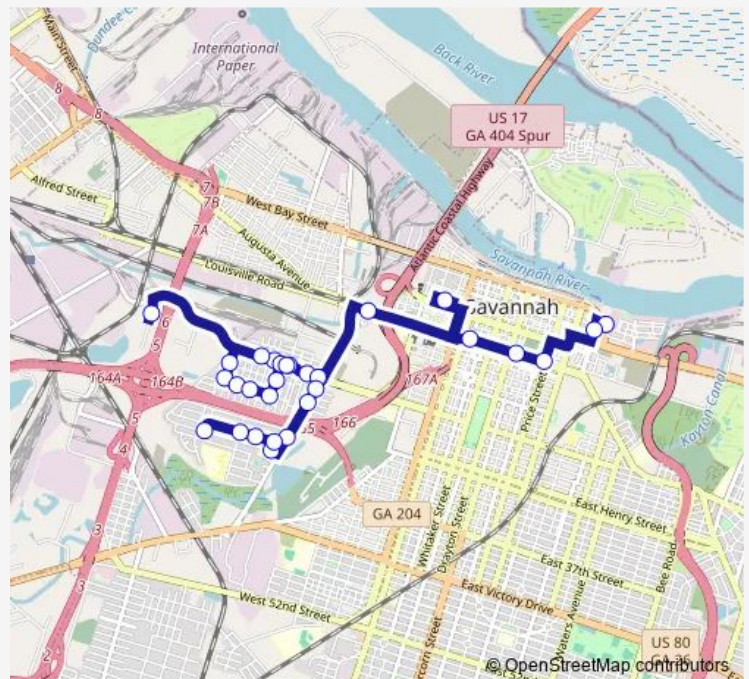 Main Street
Dundee C
International
Paper
Back River
8
8
US 17
GA 404 Spur
Alfred Street
7
7B
7A
West Bay Street
Augusta Avenue
Louisville Road
Atlantic Coastal Highway
Savannah River
Savannah
6
5
164A
164B
167A
166
5
4
Price Street
Kayton Canal
GA 204
3
3
2
Whitaker Street
Drayton Street
East Henry Street
East 37th Street
Bee Road
East Victory Drive
West 52nd Street
Waters Avenue
US 80
© OpenStreetMap contributors